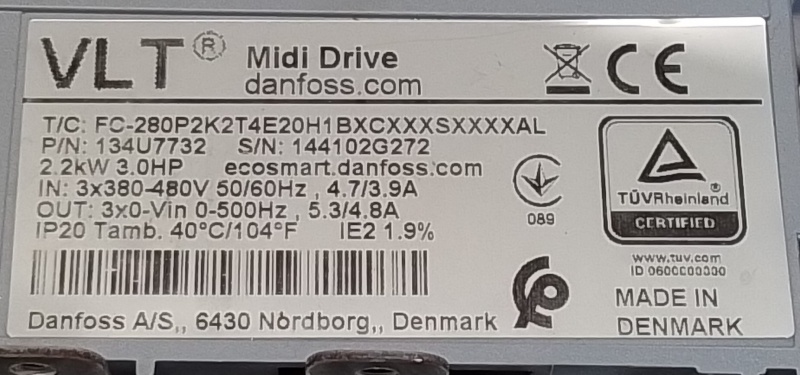 VLT® Midi Drive
danfoss.com
T/C: FC-280P2K2T4E20H1BXCXXXSXXXXAL
P/N: 134U7732 S/N: 144102G272
2.2kW 3.0HP ecosmart.danfoss.com
IN: 3x380-480V 50/60Hz , 4.7/3.9A
OUT: 3x0-Vin 0-500Hz , 5.3/4.8A
IP20 Tamb. 40°C/104°F IE2 1.9%
Danfoss A/S,, 6430 Nordborg,, Denmark
CE
089
TÜVRheinland®
CERTIFIED
www.tuv.com
ID 0600000000
MADE IN
DENMARK